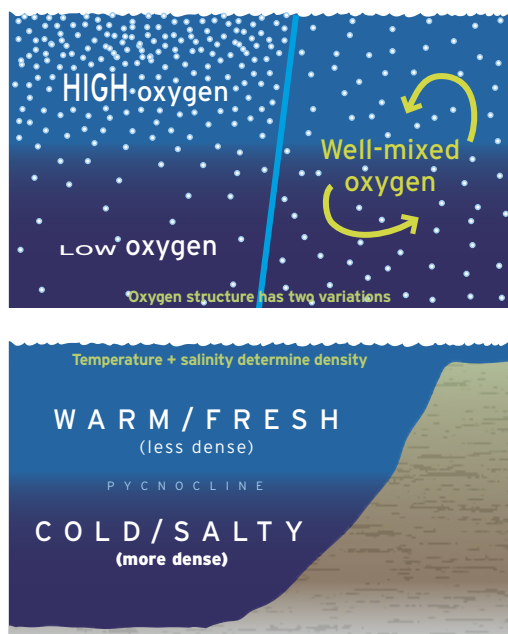 HIGH oxygen
Well-mixed
oxygen
LOW oxygen
Oxygen structure has two variations
Temperature + salinity determine density
WARM/FRESH
(less dense)
PYCNOCLINE
COLD/SALTY
(more dense)